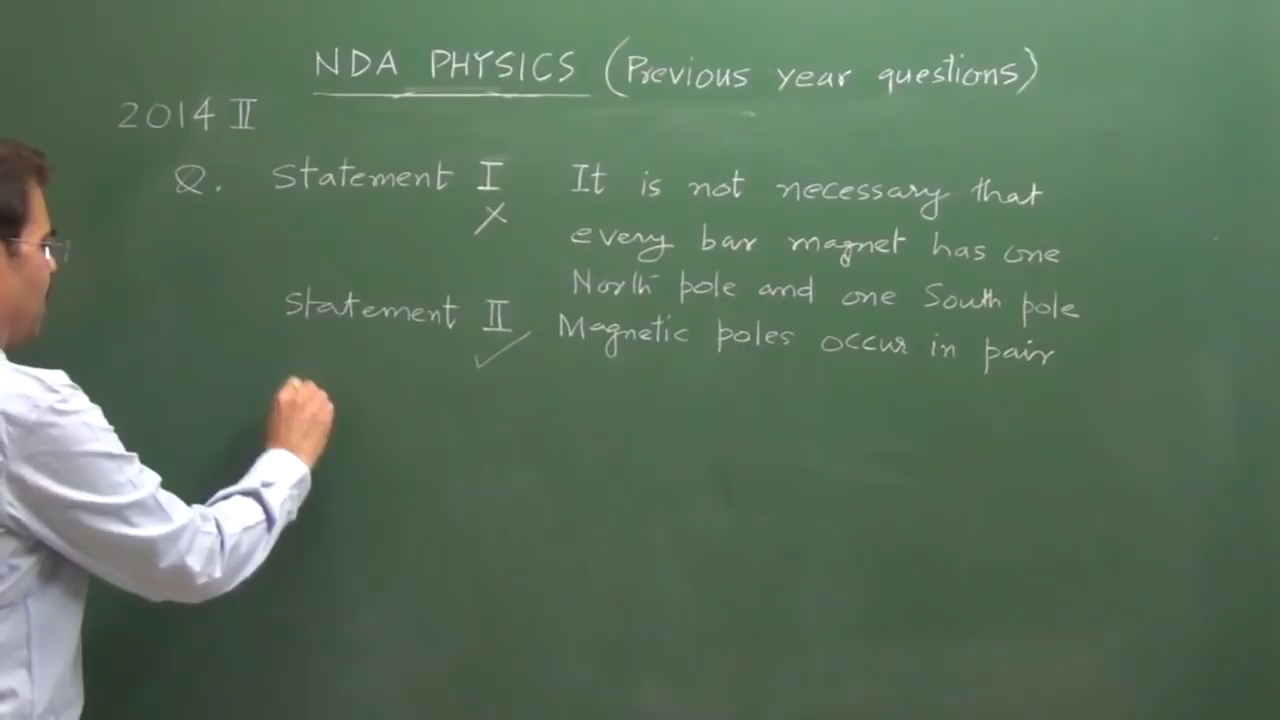 NDA PHYSICS (Previous year questions)
2014 II
Q. Statement I It is not necessary that
every bar magnet has one
North pole and one South pole
Statement II Magnetic poles occur in pair